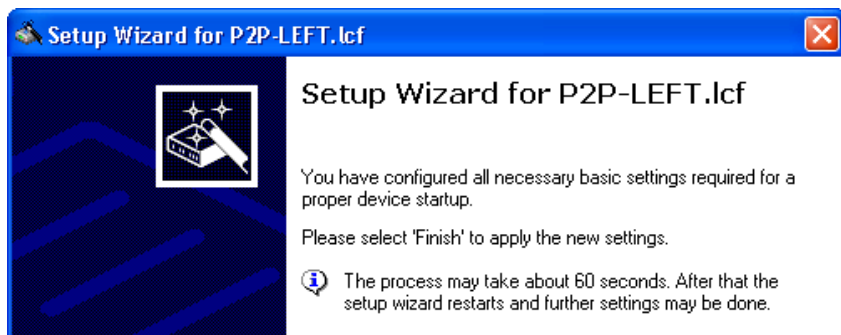 Setup Wizard for P2P-LEFT.lcf
Setup Wizard for P2P-LEFT.lcf
You have configured all necessary basic settings required for a
proper device startup.
Please select 'Finish' to apply the new settings.
The process may take about 60 seconds. After that the
setup wizard restarts and further settings may be done.